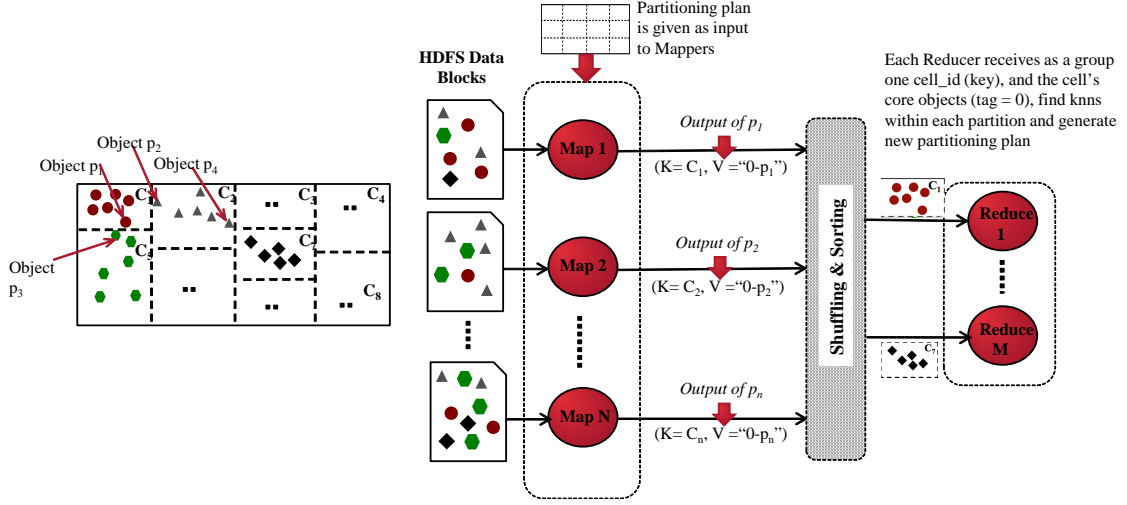 Partitioning plan
is given as input
to Mappers
HDFS Data
Blocks
Each Reducer receives as a group
one cell_id (key), and the cell's
core objects (tag = 0), find knns
within each partition and generate
new partitioning plan
Object p2
Object p1
Object p4
C1
C2
C3
C4
C5
C7
C8
Object
p3
Map 1
Output of p1
(K= C1, V =“0-p1”)
Map 2
Output of p2
(K= C2, V =“0-p2”)
Map N
Output of pn
(K= Cn, V =“0-pn”)
Shuffling & Sorting
C1
Reduce
1
C7
Reduce
M